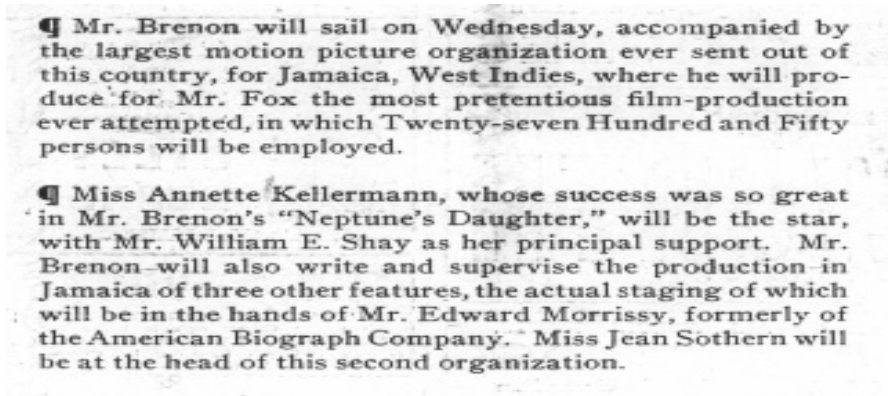 ¶ Mr. Brenon will sail on Wednesday, accompanied by
the largest motion picture organization ever sent out of
this country, for Jamaica, West Indies, where he will pro-
duce for Mr. Fox the most pretentious film-production
ever attempted, in which Twenty-seven Hundred and Fifty
persons will be employed.
¶ Miss Annette Kellermann, whose success was so great
in Mr. Brenon's "Neptune's Daughter," will be the star,
with Mr. William E. Shay as her principal support. Mr.
Brenon will also write and supervise the production in
Jamaica of three other features, the actual staging of which
will be in the hands of Mr. Edward Morrissy, formerly of
the American Biograph Company. Miss Jean Sothern will
be at the head of this second organization.